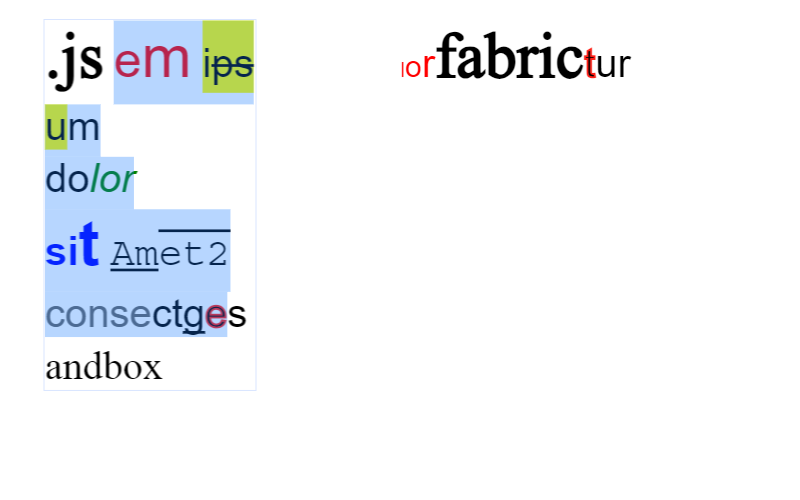 .js em ips
um
dolor
sit Amet2
consectges
andbox
lorfabrictur